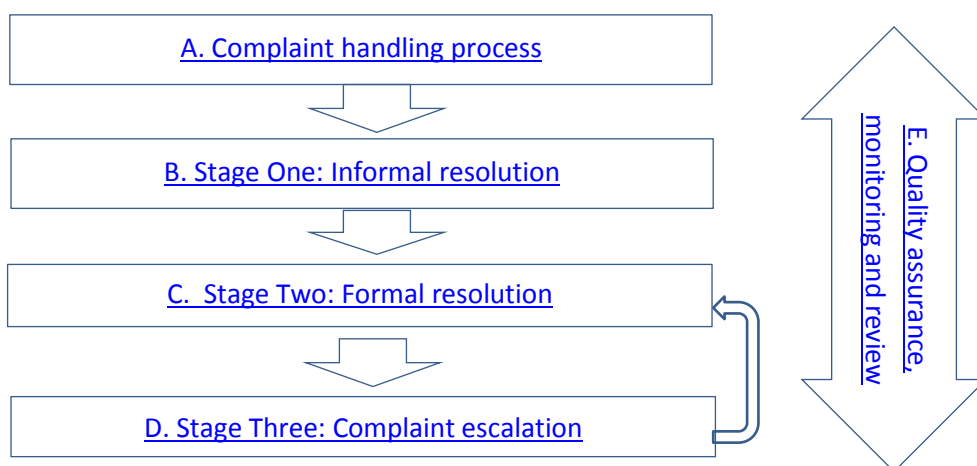 A. Complaint handling process
B. Stage One: Informal resolution
C.  Stage Two: Formal resolution
D. Stage Three: Complaint escalation
E. Quality assurance,
monitoring and review